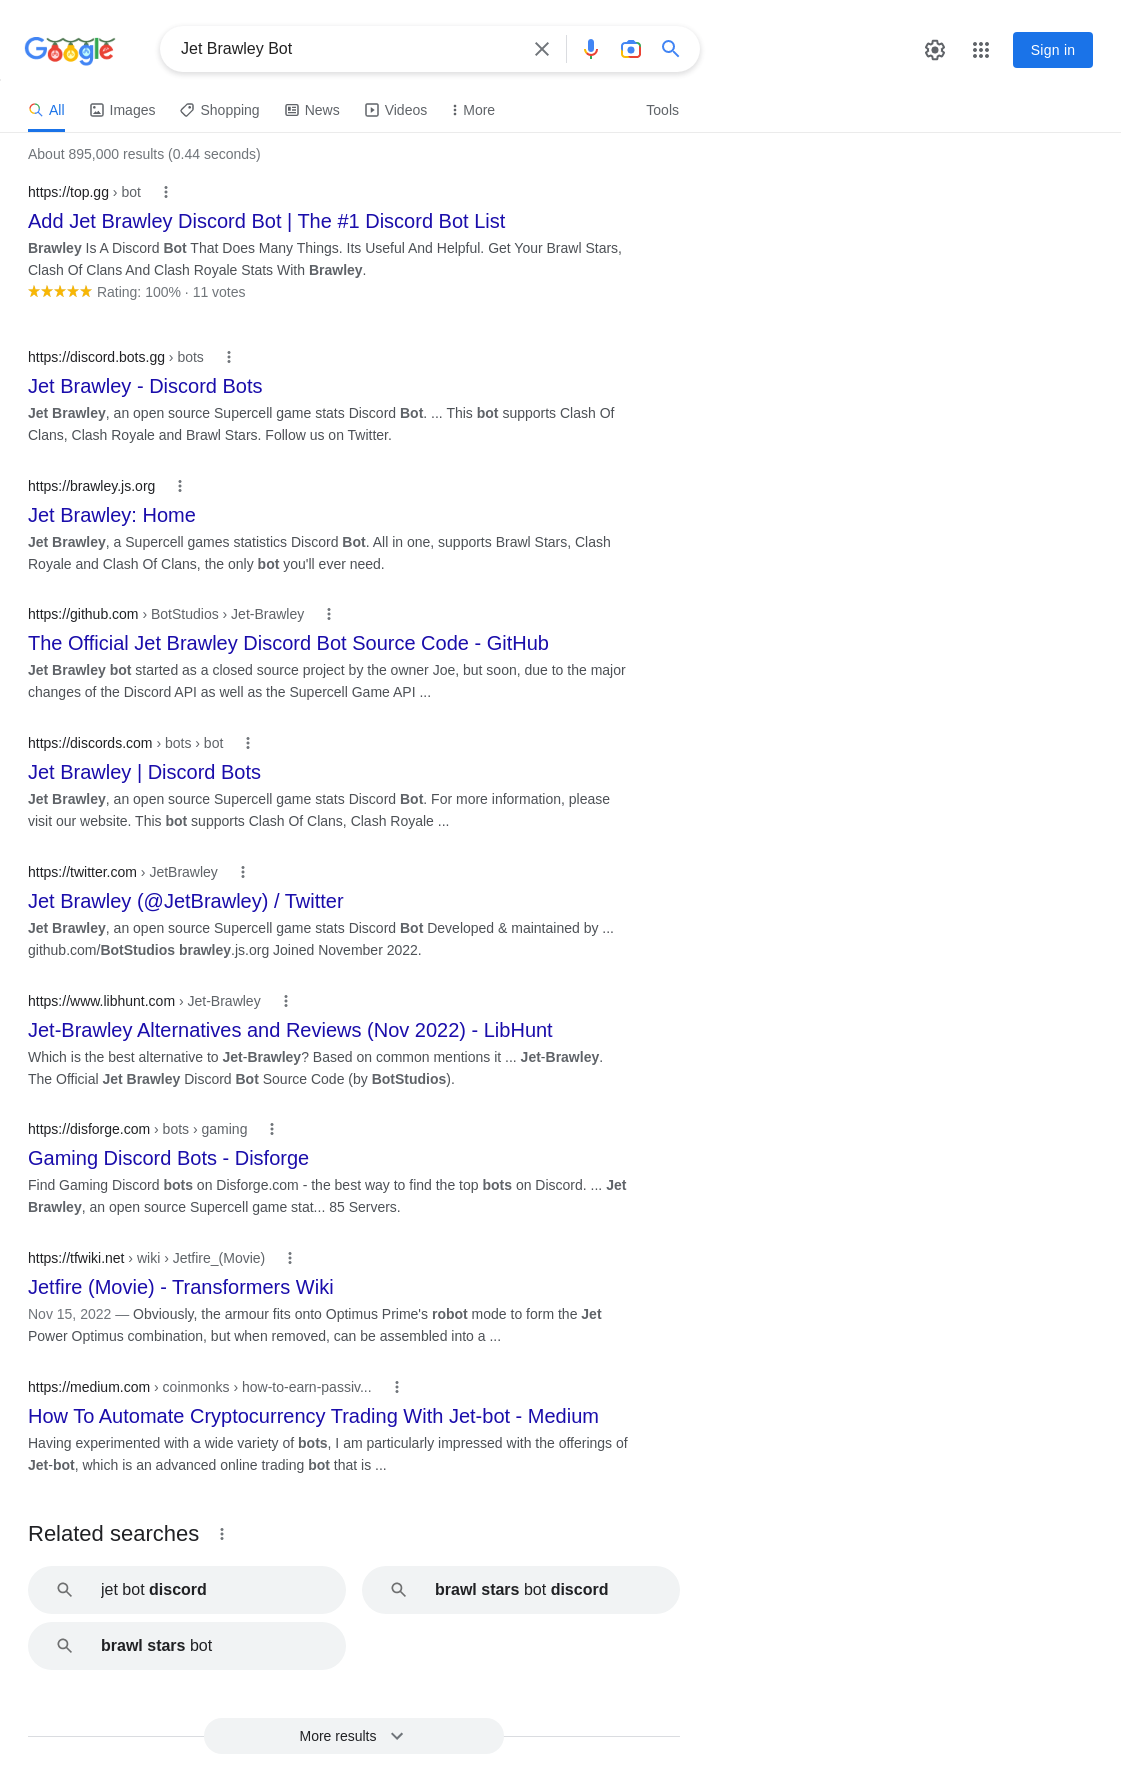 Google
Jet Brawley Bot
Sign in
All
Images
Shopping
News
Videos
More
Tools
About 895,000 results (0.44 seconds)
https://top.gg › bot
Add Jet Brawley Discord Bot | The #1 Discord Bot List
Brawley Is A Discord Bot That Does Many Things. Its Useful And Helpful. Get Your Brawl Stars,
Clash Of Clans And Clash Royale Stats With Brawley.
Rating: 100% · 11 votes
https://discord.bots.gg › bots
Jet Brawley - Discord Bots
Jet Brawley, an open source Supercell game stats Discord Bot. ... This bot supports Clash Of
Clans, Clash Royale and Brawl Stars. Follow us on Twitter.
https://brawley.js.org
Jet Brawley: Home
Jet Brawley, a Supercell games statistics Discord Bot. All in one, supports Brawl Stars, Clash
Royale and Clash Of Clans, the only bot you'll ever need.
https://github.com › BotStudios › Jet-Brawley
The Official Jet Brawley Discord Bot Source Code - GitHub
Jet Brawley bot started as a closed source project by the owner Joe, but soon, due to the major
changes of the Discord API as well as the Supercell Game API ...
https://discords.com › bots › bot
Jet Brawley | Discord Bots
Jet Brawley, an open source Supercell game stats Discord Bot. For more information, please
visit our website. This bot supports Clash Of Clans, Clash Royale ...
https://twitter.com › JetBrawley
Jet Brawley (@JetBrawley) / Twitter
Jet Brawley, an open source Supercell game stats Discord Bot Developed & maintained by ...
github.com/BotStudios brawley.js.org Joined November 2022.
https://www.libhunt.com › Jet-Brawley
Jet-Brawley Alternatives and Reviews (Nov 2022) - LibHunt
Which is the best alternative to Jet-Brawley? Based on common mentions it ... Jet-Brawley.
The Official Jet Brawley Discord Bot Source Code (by BotStudios).
https://disforge.com › bots › gaming
Gaming Discord Bots - Disforge
Find Gaming Discord bots on Disforge.com - the best way to find the top bots on Discord. ... Jet
Brawley, an open source Supercell game stat... 85 Servers.
https://tfwiki.net › wiki › Jetfire_(Movie)
Jetfire (Movie) - Transformers Wiki
Nov 15, 2022 — Obviously, the armour fits onto Optimus Prime's robot mode to form the Jet
Power Optimus combination, but when removed, can be assembled into a ...
https://medium.com › coinmonks › how-to-earn-passiv...
How To Automate Cryptocurrency Trading With Jet-bot - Medium
Having experimented with a wide variety of bots, I am particularly impressed with the offerings of
Jet-bot, which is an advanced online trading bot that is ...
Related searches
jet bot discord
brawl stars bot discord
brawl stars bot
More results